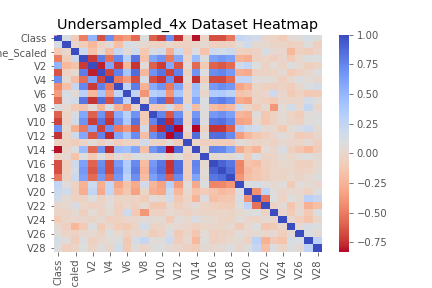 Undersampled_4x Dataset Heatmap
Class
ne_Scaled
V2
V4
V6
V8
V10
V12
V14
V16
V18
V20
V22
V24
V26
V28
Class
caled
V2
V4
V6
V8
V10
V12
V14
V16
V18
V20
V22
V24
V26
V28
1.00
0.75
0.50
0.25
0.00
−0.25
−0.50
−0.75